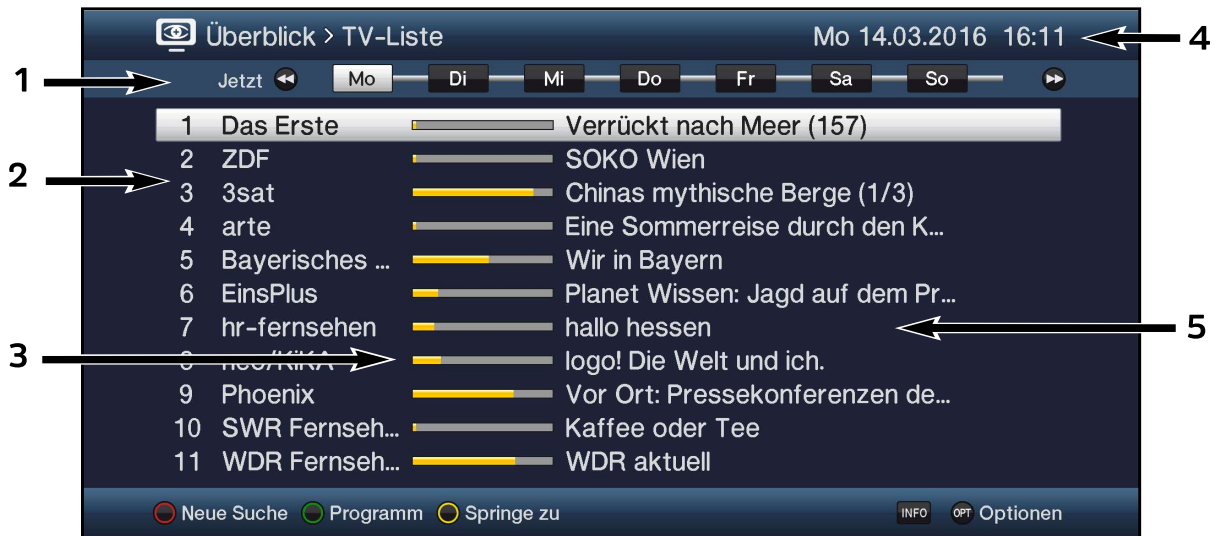 Überblick > TV-Liste Mo 14.03.2016 16:11 4
1 Jetzt Mo Di Mi Do Fr Sa So
1 Das Erste Verrückt nach Meer (157)
2 ZDF SOKO Wien
2
3 3sat Chinas mythische Berge (1/3)
4 arte Eine Sommerreise durch den K...
5 Bayerisches ... Wir in Bayern
6 EinsPlus Planet Wissen: Jagd auf dem Pr...
7 hr-fernsehen hallo hessen 5
3 8 neo/KiKA logo! Die Welt und ich.
9 Phoenix Vor Ort: Pressekonferenzen de...
10 SWR Fernseh... Kaffee oder Tee
11 WDR Fernseh... WDR aktuell
Neue Suche Programm Springe zu INFO OPT Optionen